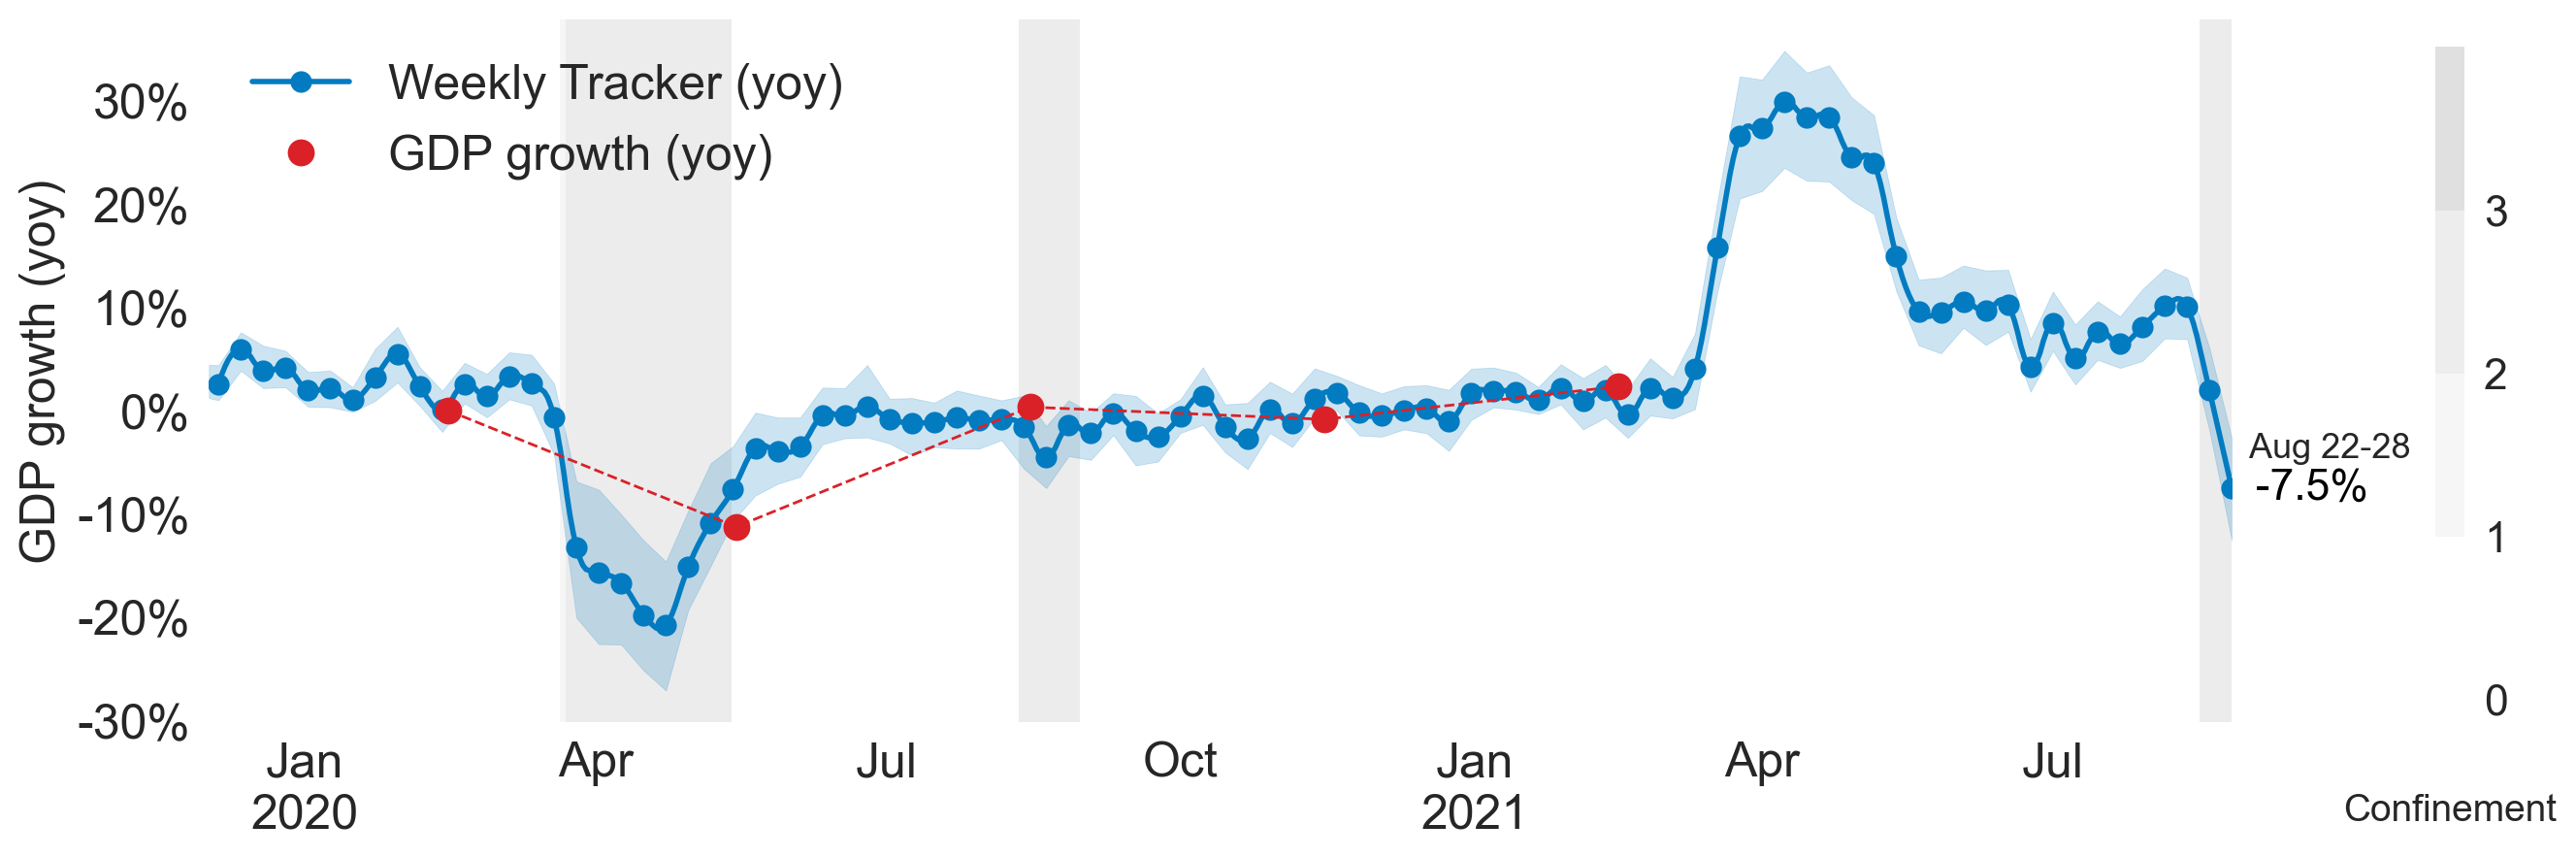 Weekly Tracker (yoy)
GDP growth (yoy)
GDP growth (yoy)
30%
20%
10%
0%
-10%
-20%
-30%
Jan
2020
Apr
Jul
Oct
Jan
2021
Apr
Jul
Aug 22-28
-7.5%
3
2
1
0
Confinement